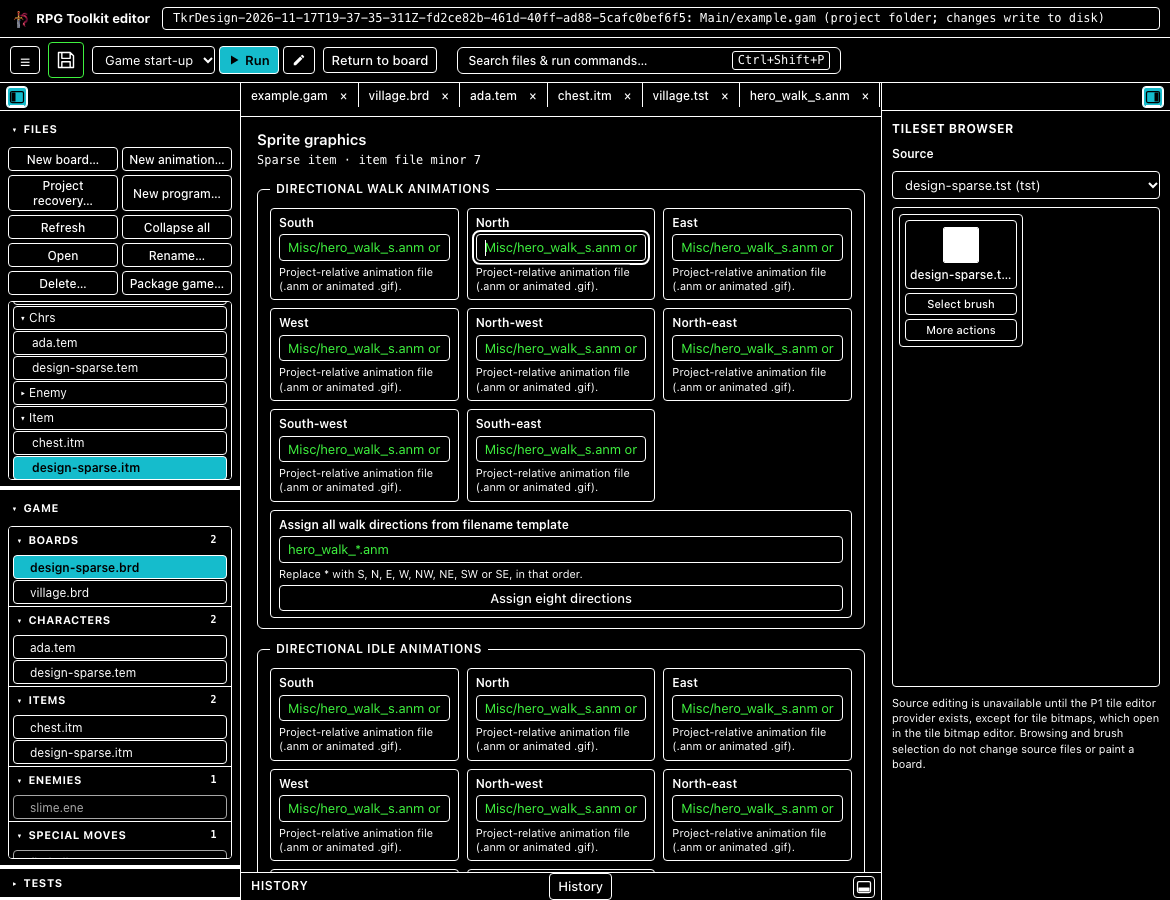 RPG Toolkit editor
TkrDesign-2026-11-17T19-37-35-311Z-fd2ce82b-461d-40ff-ad88-5cafc0bef6f5: Main/example.gam (project folder; changes write to disk)
Game start-up
Run
Return to board
Search files & run commands...
Ctrl+Shift+P
FILES
New board...
New animation...
Project recovery...
New program...
Refresh
Collapse all
Open
Rename...
Delete...
Package game...
Chrs
ada.tem
design-sparse.tem
Enemy
Item
chest.itm
design-sparse.itm
GAME
BOARDS 2
design-sparse.brd
village.brd
CHARACTERS 2
ada.tem
design-sparse.tem
ITEMS 2
chest.itm
design-sparse.itm
ENEMIES 1
slime.ene
SPECIAL MOVES 1
TESTS
example.gam ×
village.brd ×
ada.tem ×
chest.itm ×
village.tst ×
hero_walk_s.anm ×
Sprite graphics
Sparse item · item file minor 7
DIRECTIONAL WALK ANIMATIONS
South
Misc/hero_walk_s.anm or
Project-relative animation file
(.anm or animated .gif).
North
Misc/hero_walk_s.anm or
Project-relative animation file
(.anm or animated .gif).
East
Misc/hero_walk_s.anm or
Project-relative animation file
(.anm or animated .gif).
West
Misc/hero_walk_s.anm or
Project-relative animation file
(.anm or animated .gif).
North-west
Misc/hero_walk_s.anm or
Project-relative animation file
(.anm or animated .gif).
North-east
Misc/hero_walk_s.anm or
Project-relative animation file
(.anm or animated .gif).
South-west
Misc/hero_walk_s.anm or
Project-relative animation file
(.anm or animated .gif).
South-east
Misc/hero_walk_s.anm or
Project-relative animation file
(.anm or animated .gif).
Assign all walk directions from filename template
hero_walk_*.anm
Replace * with S, N, E, W, NW, NE, SW or SE, in that order.
Assign eight directions
DIRECTIONAL IDLE ANIMATIONS
South
Misc/hero_walk_s.anm or
Project-relative animation file
(.anm or animated .gif).
North
Misc/hero_walk_s.anm or
Project-relative animation file
(.anm or animated .gif).
East
Misc/hero_walk_s.anm or
Project-relative animation file
(.anm or animated .gif).
West
Misc/hero_walk_s.anm or
Project-relative animation file
(.anm or animated .gif).
North-west
Misc/hero_walk_s.anm or
Project-relative animation file
(.anm or animated .gif).
North-east
Misc/hero_walk_s.anm or
Project-relative animation file
(.anm or animated .gif).
HISTORY
History
TILESET BROWSER
Source
design-sparse.tst (tst)
design-sparse.t...
Select brush
More actions
Source editing is unavailable until the P1 tile editor
provider exists, except for tile bitmaps, which open
in the tile bitmap editor. Browsing and brush
selection do not change source files or paint a
board.